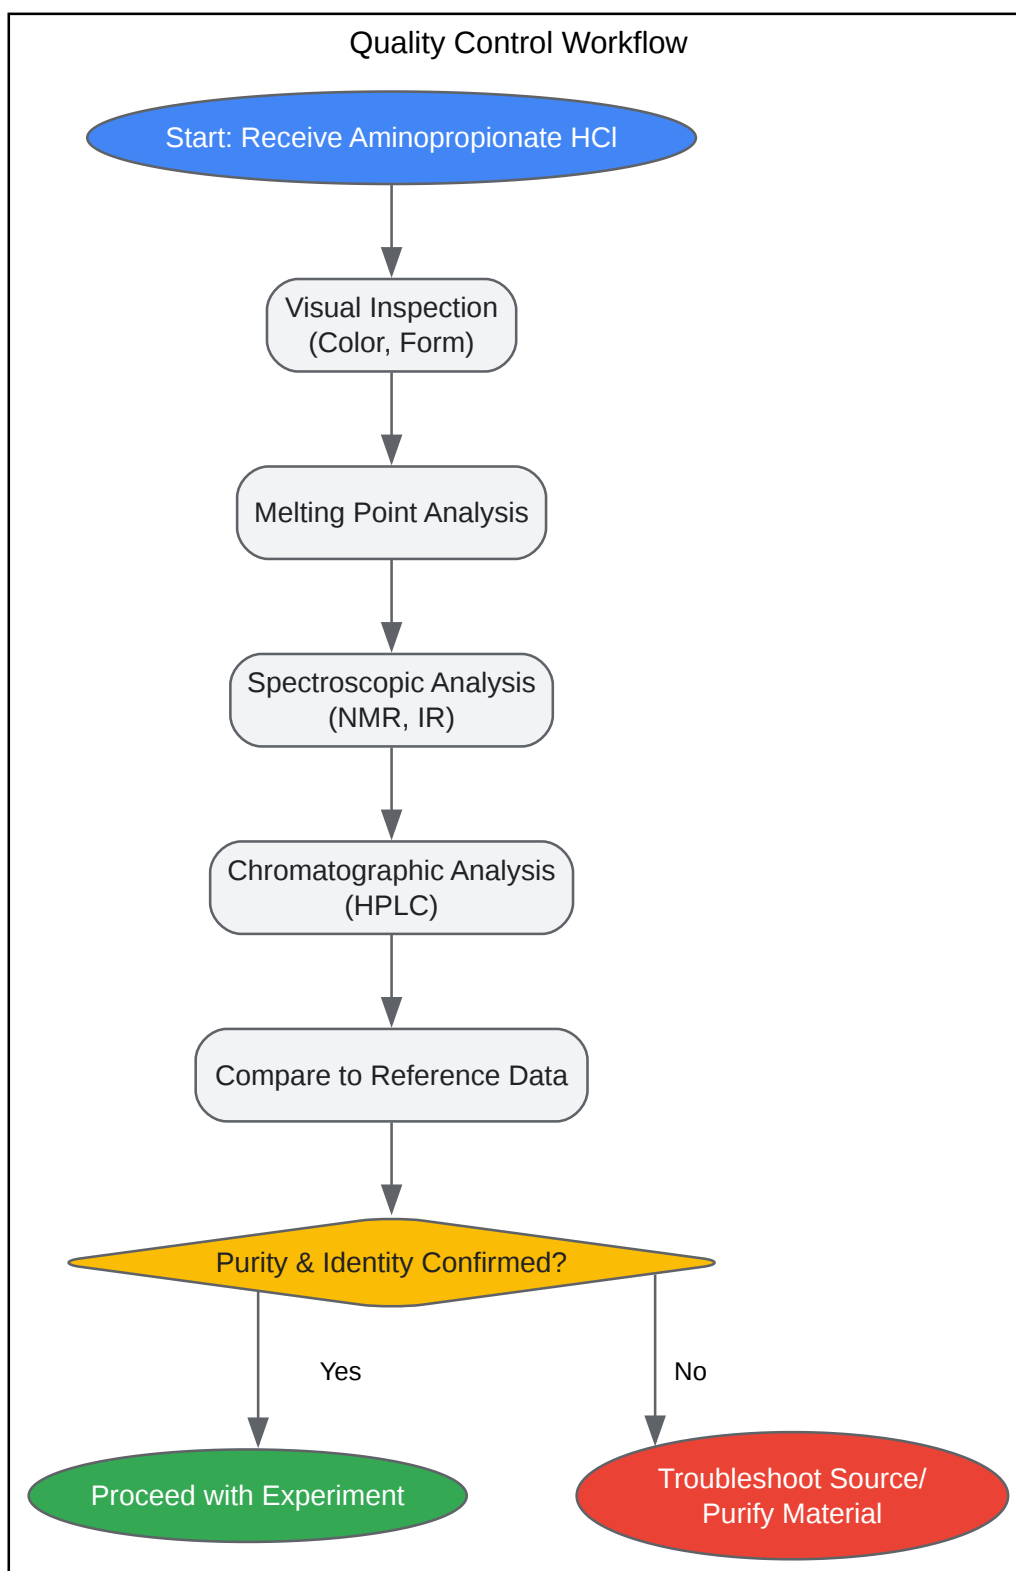 Quality Control Workflow
Start: Receive Aminopropionate HCl
Visual Inspection
(Color, Form)
Melting Point Analysis
Spectroscopic Analysis
(NMR, IR)
Chromatographic Analysis
(HPLC)
Compare to Reference Data
Purity & Identity Confirmed?
Yes
No
Proceed with Experiment
Troubleshoot Source/
Purify Material